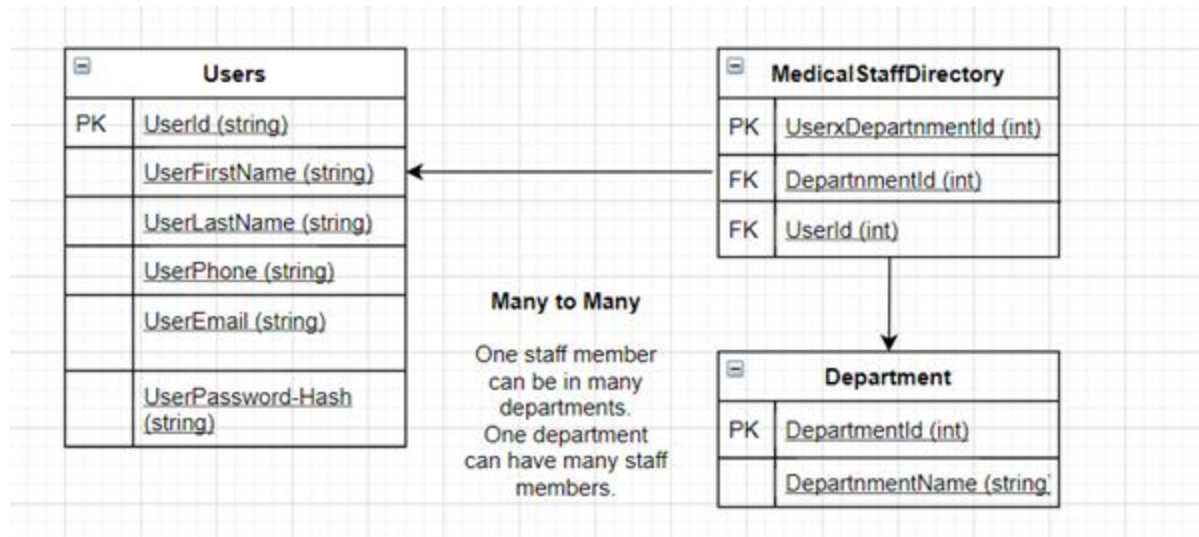 Users
PK UserId (string)
UserFirstName (string)
UserLastName (string)
UserPhone (string)
UserEmail (string)
UserPassword-Hash
(string)
Many to Many
One staff member
can be in many
departments.
One department
can have many staff
members.
MedicalStaffDirectory
PK UserxDepartnmentId (int)
FK DepartnmentId (int)
FK UserId (int)
Department
PK DepartmentId (int)
DepartnmentName (string)